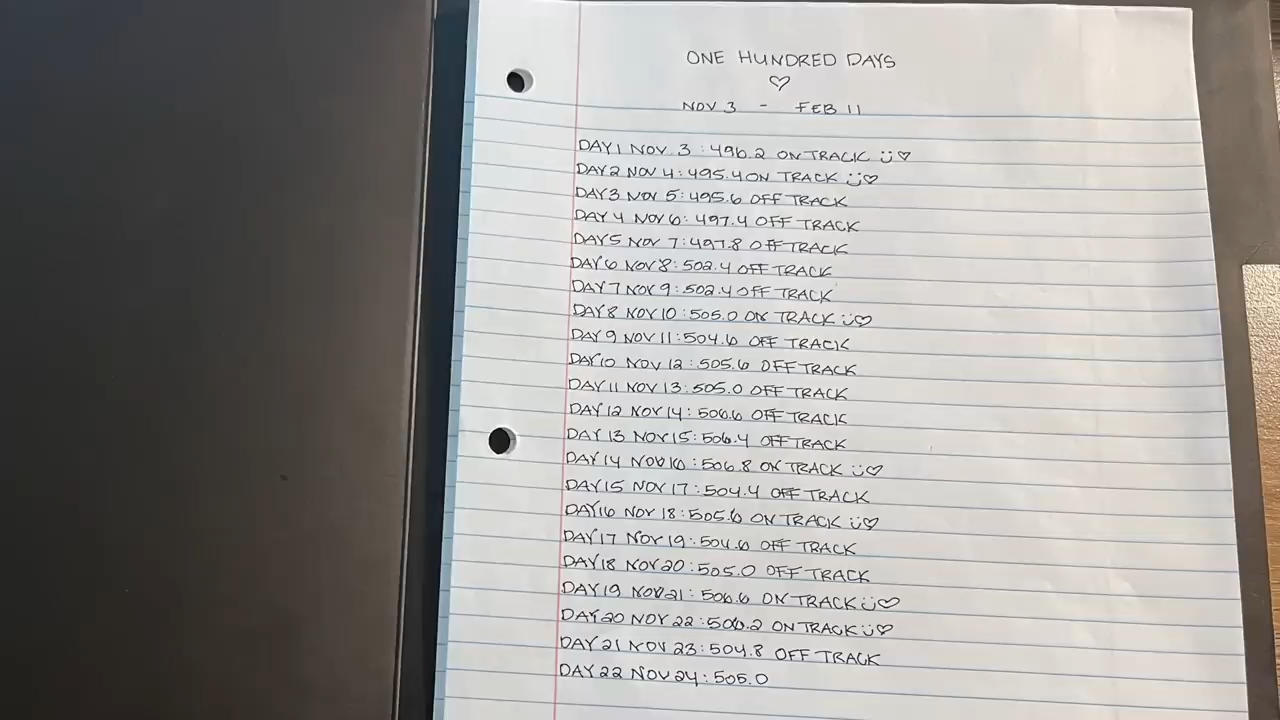 ONE HUNDRED DAYS
♡
NOV 3 - FEB 11
DAY 1 NOV 3 : 496.2 ON TRACK ü♡
DAY 2 NOV 4 : 495.4 ON TRACK ü♡
DAY 3 NOV 5 : 495.6 OFF TRACK
DAY 4 NOV 6 : 497.4 OFF TRACK
DAY 5 NOV 7 : 497.8 OFF TRACK
DAY 6 NOV 8 : 502.4 OFF TRACK
DAY 7 NOV 9 : 502.4 OFF TRACK
DAY 8 NOV 10 : 505.0 ON TRACK ü♡
DAY 9 NOV 11 : 504.6 OFF TRACK
DAY 10 NOV 12 : 505.6 OFF TRACK
DAY 11 NOV 13 : 505.0 OFF TRACK
DAY 12 NOV 14 : 506.6 OFF TRACK
DAY 13 NOV 15 : 506.4 OFF TRACK
DAY 14 NOV 16 : 506.8 ON TRACK ü♡
DAY 15 NOV 17 : 504.4 OFF TRACK
DAY 16 NOV 18 : 505.6 ON TRACK ü♡
DAY 17 NOV 19 : 504.6 OFF TRACK
DAY 18 NOV 20 : 505.0 OFF TRACK
DAY 19 NOV 21 : 506.6 ON TRACK ü♡
DAY 20 NOV 22 : 506.2 ON TRACK ü♡
DAY 21 NOV 23 : 504.8 OFF TRACK
DAY 22 NOV 24 : 505.0